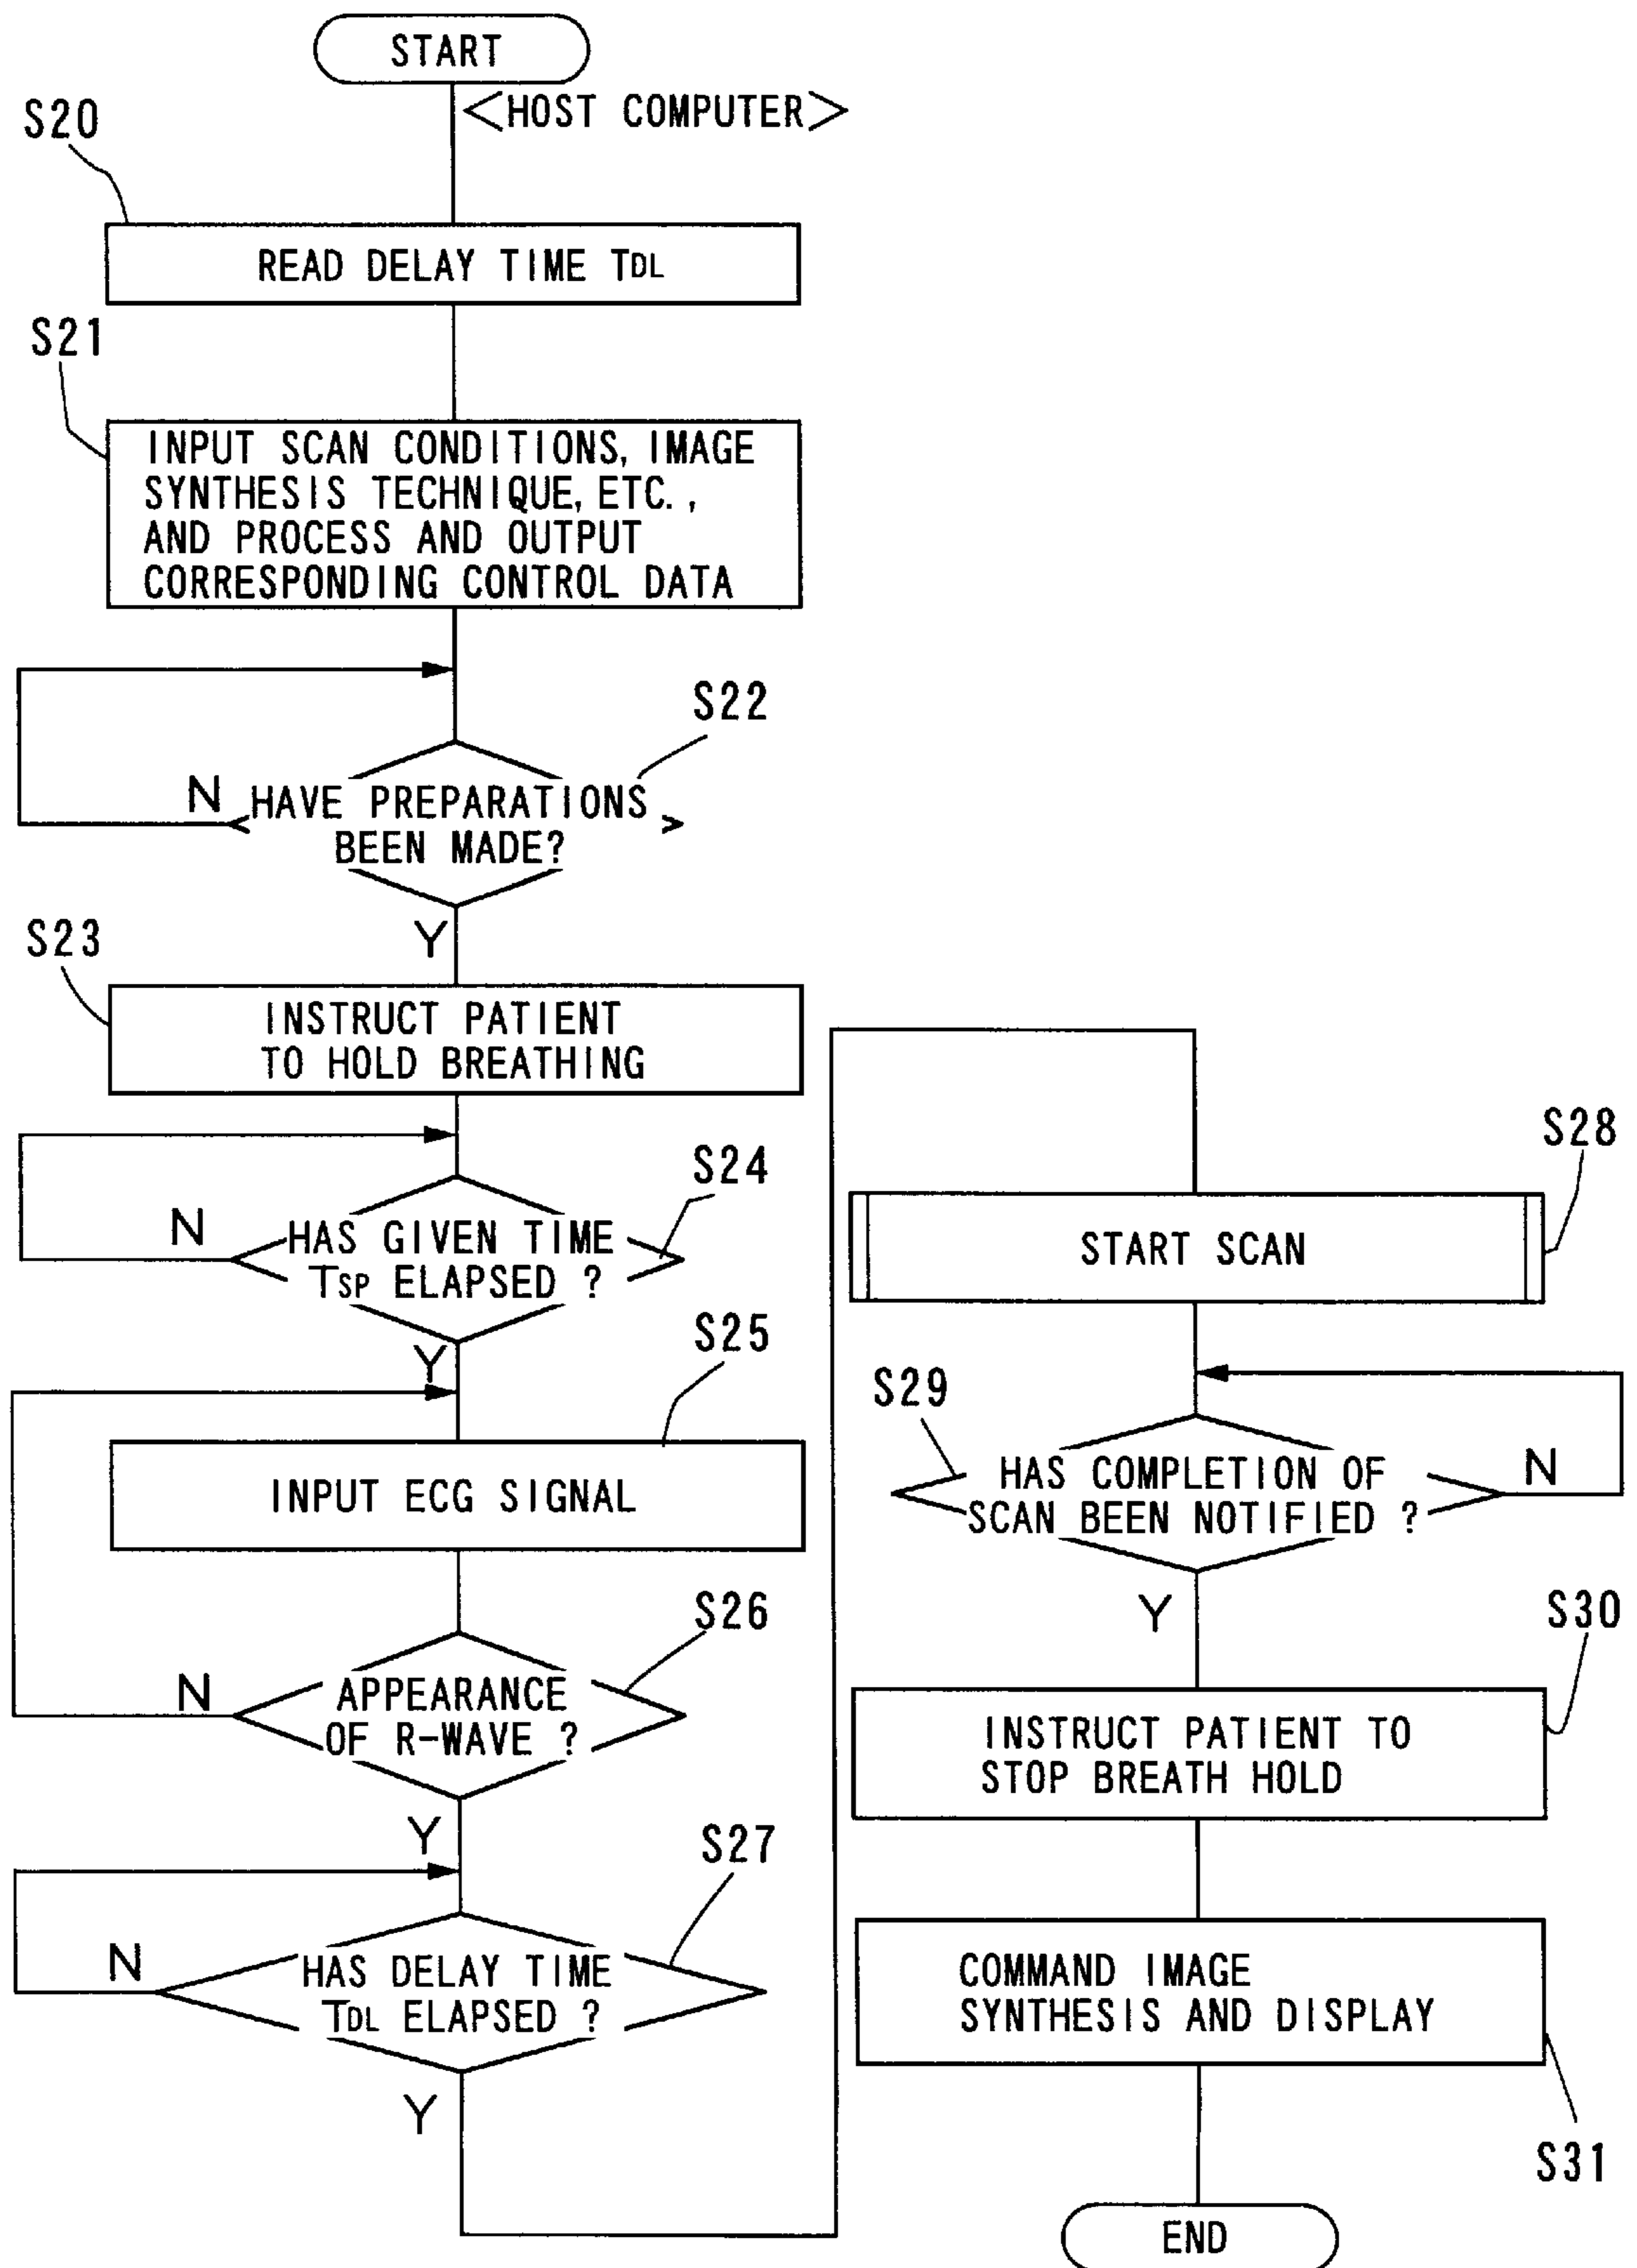 START
<HOST COMPUTER>
S20
READ DELAY TIME TDL
S21
INPUT SCAN CONDITIONS, IMAGE
SYNTHESIS TECHNIQUE, ETC.,
AND PROCESS AND OUTPUT
CORRESPONDING CONTROL DATA
S22
N
HAVE PREPARATIONS
BEEN MADE?
Y
S23
INSTRUCT PATIENT
TO HOLD BREATHING
S24
N
HAS GIVEN TIME
TSP ELAPSED ?
Y
S25
INPUT ECG SIGNAL
S26
N
APPEARANCE
OF R-WAVE ?
Y
S27
N
HAS DELAY TIME
TDL ELAPSED ?
Y
S28
START SCAN
S29
HAS COMPLETION OF
SCAN BEEN NOTIFIED ?
N
Y
S30
INSTRUCT PATIENT TO
STOP BREATH HOLD
COMMAND IMAGE
SYNTHESIS AND DISPLAY
S31
END